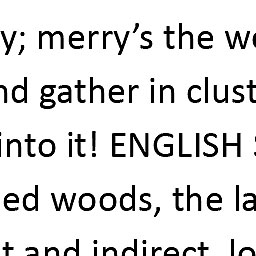 y; merry’s the we
nd gather in clust
into it! ENGLISH S
ed woods, the la
t and indirect, lo